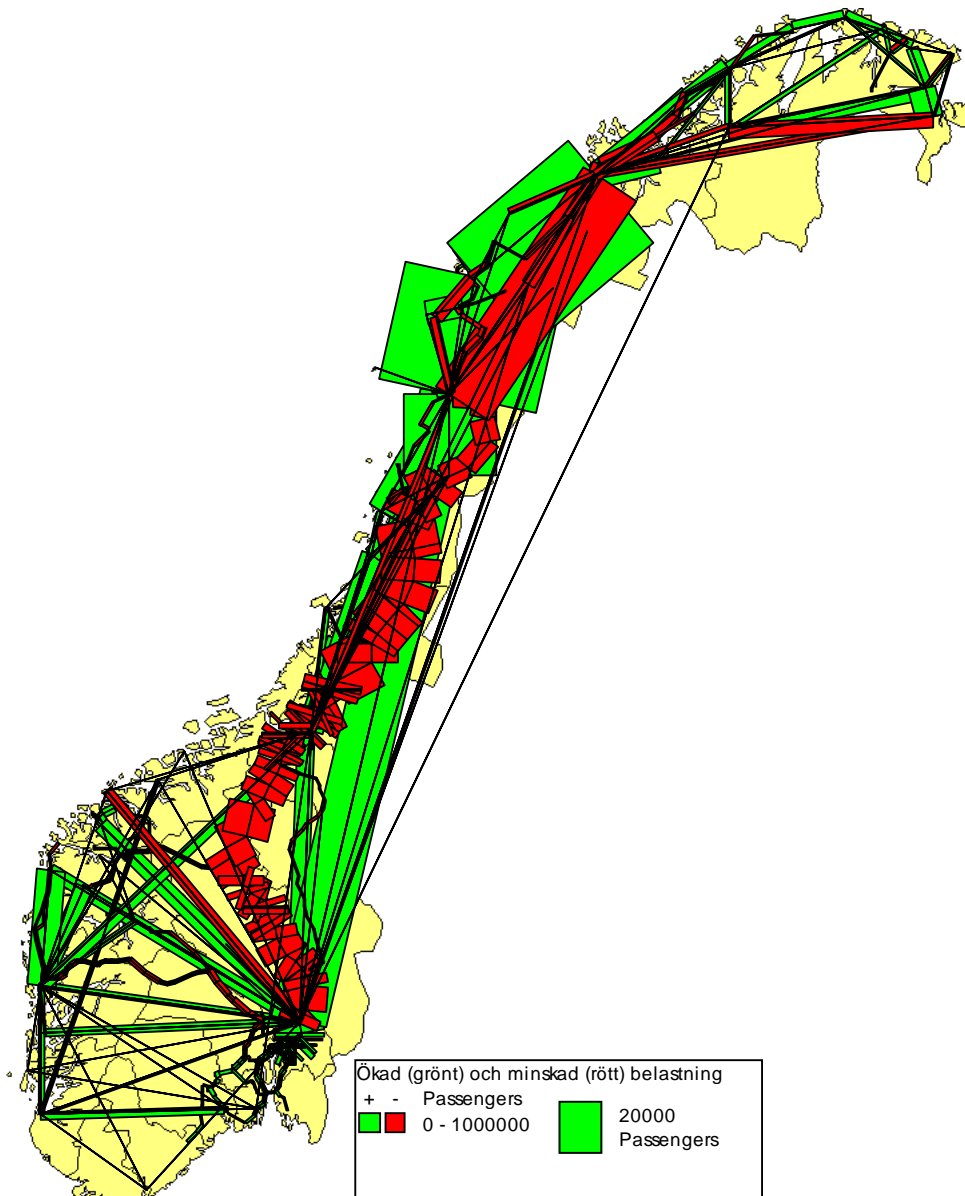 Ökad (grönt) och minskad (rött) belastning
+ - Passengers
0 - 1000000
20000
Passengers